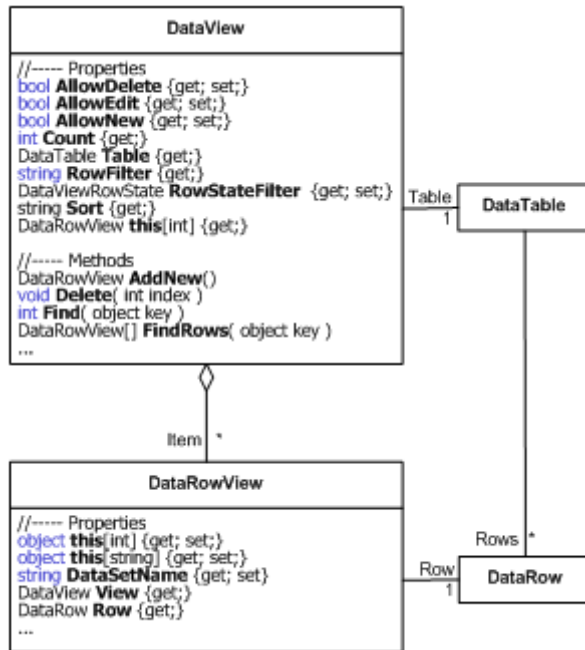 DataView
//----- Properties
bool AllowDelete {get; set;}
bool AllowEdit {get; set;}
bool AllowNew {get; set;}
int Count {get;}
DataTable Table {get;}
string RowFilter {get;}
DataViewRowState RowStateFilter {get; set;}
string Sort {get;}
DataRowView this[int] {get;}
//----- Methods
DataRowView AddNew()
void Delete( int index )
int Find( object key )
DataRowView[] FindRows( object key )
...
Table
1
DataTable
Item *
DataRowView
//----- Properties
object this[int] {get; set;}
object this[string] {get; set;}
string DataSetName {get; set}
DataView View {get;}
DataRow Row {get;}
...
Rows *
Row
1
DataRow